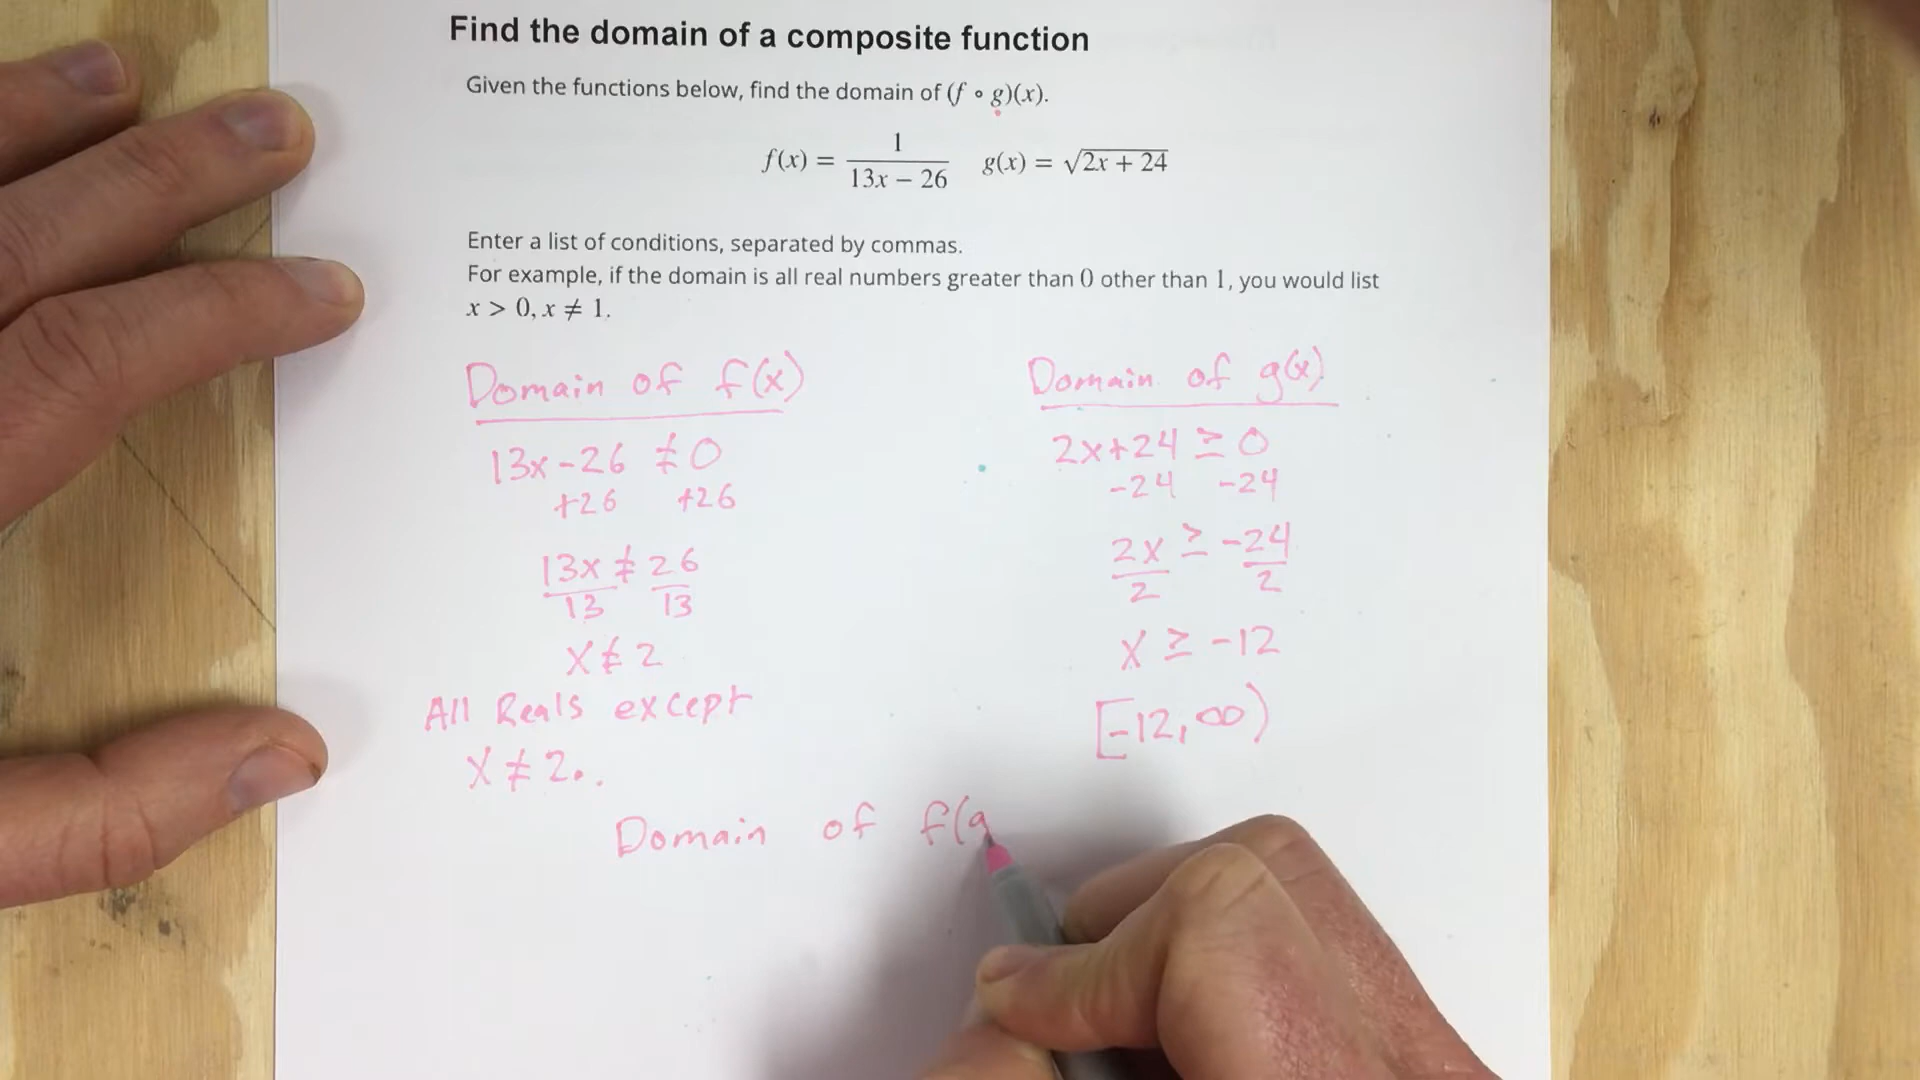 Find the domain of a composite function
Given the functions below, find the domain of (f ∘ g)(x).
f(x) = 1/(13x − 26) g(x) = √(2x + 24)
Enter a list of conditions, separated by commas.
For example, if the domain is all real numbers greater than 0 other than 1, you would list
x > 0, x ≠ 1.
Domain of f(x)
13x-26 ≠ 0
+26 +26
13x ≠ 26
13 13
x ≠ 2
All Reals except
x ≠ 2.
Domain of g(x)
2x+24 ≥ 0
-24 -24
2x ≥ -24
2 2
x ≥ -12
[-12, ∞)
Domain of f(g